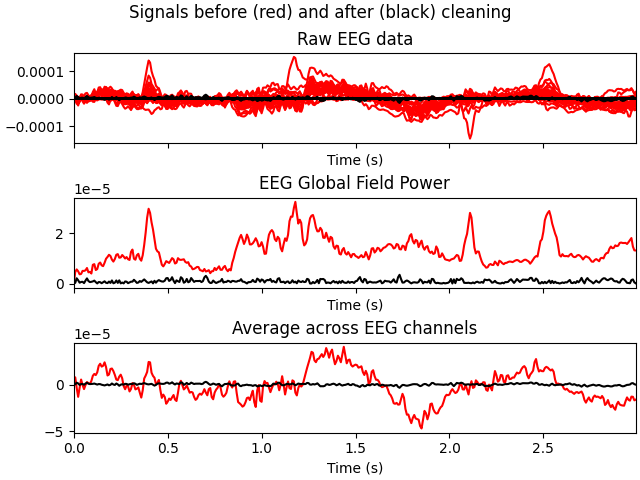 Signals before (red) and after (black) cleaning
Raw EEG data
0.0001
0.0000
−0.0001
Time (s)
EEG Global Field Power
1e−5
2
0
Time (s)
Average across EEG channels
1e−5
0
−5
0.0 0.5 1.0 1.5 2.0 2.5
Time (s)